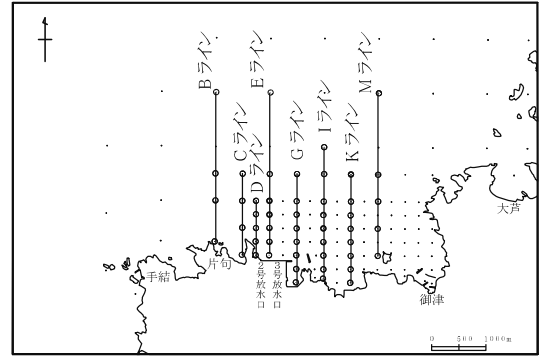 Bライン
Cライン
Dライン
Eライン
Gライン
Iライン
Kライン
Mライン
大芦
片句
手結
2号放水口
3号放水口
御津
0 500 1000m